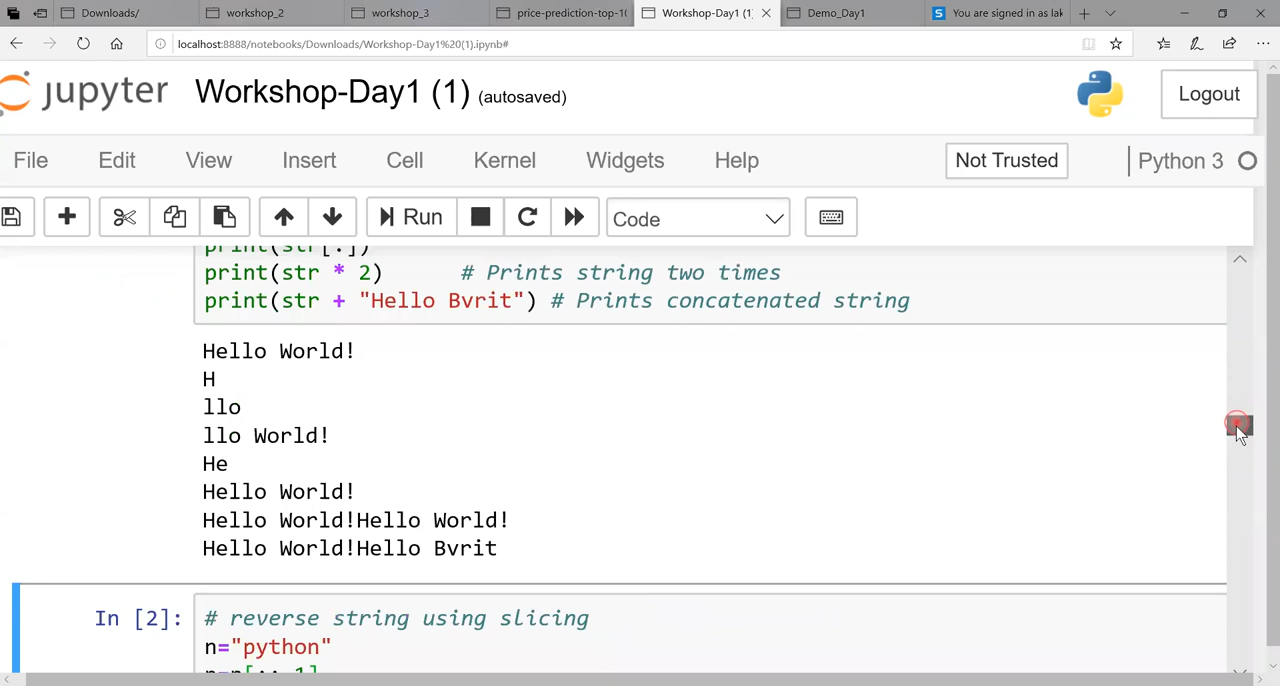 Downloads/
workshop_2
workshop_3
price-prediction-top-10
Workshop-Day1 (1)
Demo_Day1
S You are signed in as lak
localhost:8888/notebooks/Downloads/Workshop-Day1%20(1).ipynb#
jupyter Workshop-Day1 (1) (autosaved)
Logout
File Edit View Insert Cell Kernel Widgets Help
Not Trusted
Python 3
Run
Code
print(str[:])
print(str * 2) # Prints string two times
print(str + "Hello Bvrit") # Prints concatenated string
Hello World!
H
llo
llo World!
He
Hello World!
Hello World!Hello World!
Hello World!Hello Bvrit
In [2]: # reverse string using slicing
n="python"
n=n[::-1]